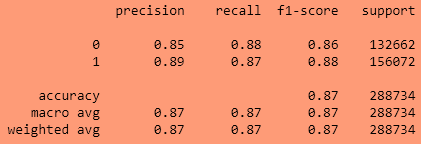 precision recall f1-score support
0 0.85 0.88 0.86 132662
1 0.89 0.87 0.88 156072
accuracy 0.87 288734
macro avg 0.87 0.87 0.87 288734
weighted avg 0.87 0.87 0.87 288734